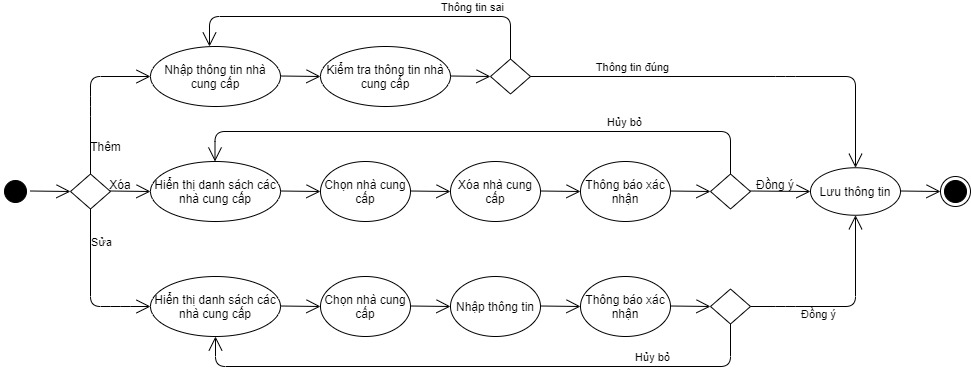 Thông tin sai
Nhập thông tin nhà
cung cấp
Kiểm tra thông tin nhà
cung cấp
Thông tin đúng
Thêm
Hủy bỏ
Xóa
Hiển thị danh sách các
nhà cung cấp
Chọn nhà cung
cấp
Xóa nhà cung
cấp
Thông báo xác
nhận
Đồng ý
Lưu thông tin
Sửa
Hiển thị danh sách các
nhà cung cấp
Chọn nhà cung
cấp
Nhập thông tin
Thông báo xác
nhận
Đồng ý
Hủy bỏ